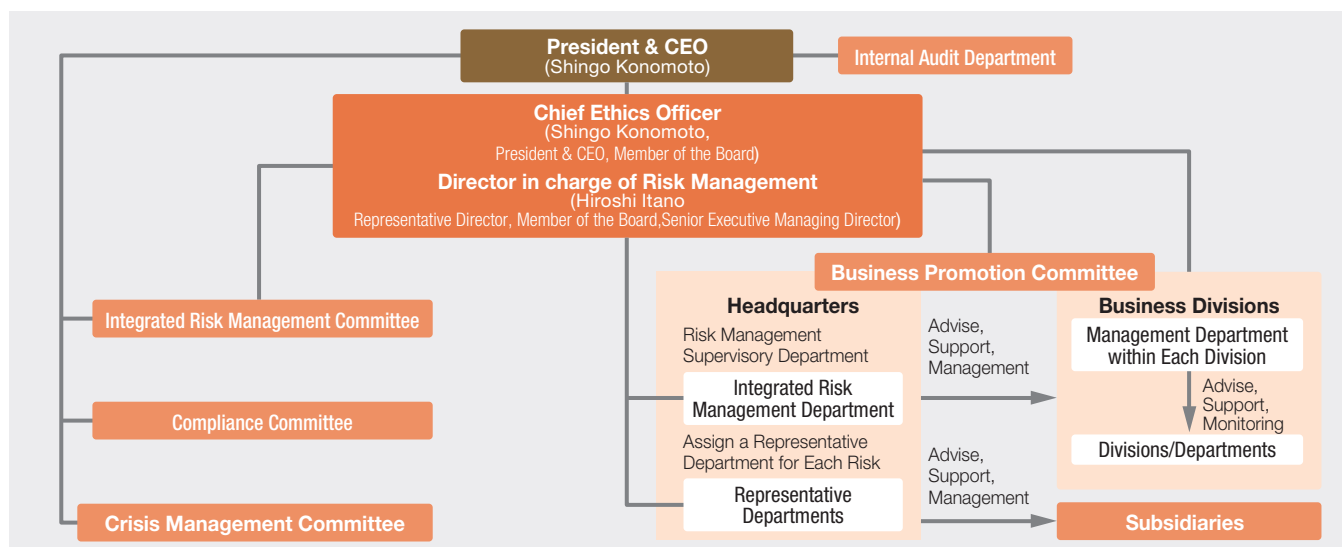 President & CEO
(Shingo Konomoto)
Internal Audit Department
Chief Ethics Officer
(Shingo Konomoto,
President & CEO, Member of the Board)
Director in charge of Risk Management
(Hiroshi Itano
Representative Director, Member of the Board,Senior Executive Managing Director)
Integrated Risk Management Committee
Compliance Committee
Crisis Management Committee
Business Promotion Committee
Headquarters
Risk Management
Supervisory Department
Integrated Risk
Management Department
Assign a Representative
Department for Each Risk
Representative
Departments
Advise,
Support,
Management
Advise,
Support,
Management
Business Divisions
Management Department
within Each Division
Advise,
Support,
Monitoring
Divisions/Departments
Subsidiaries